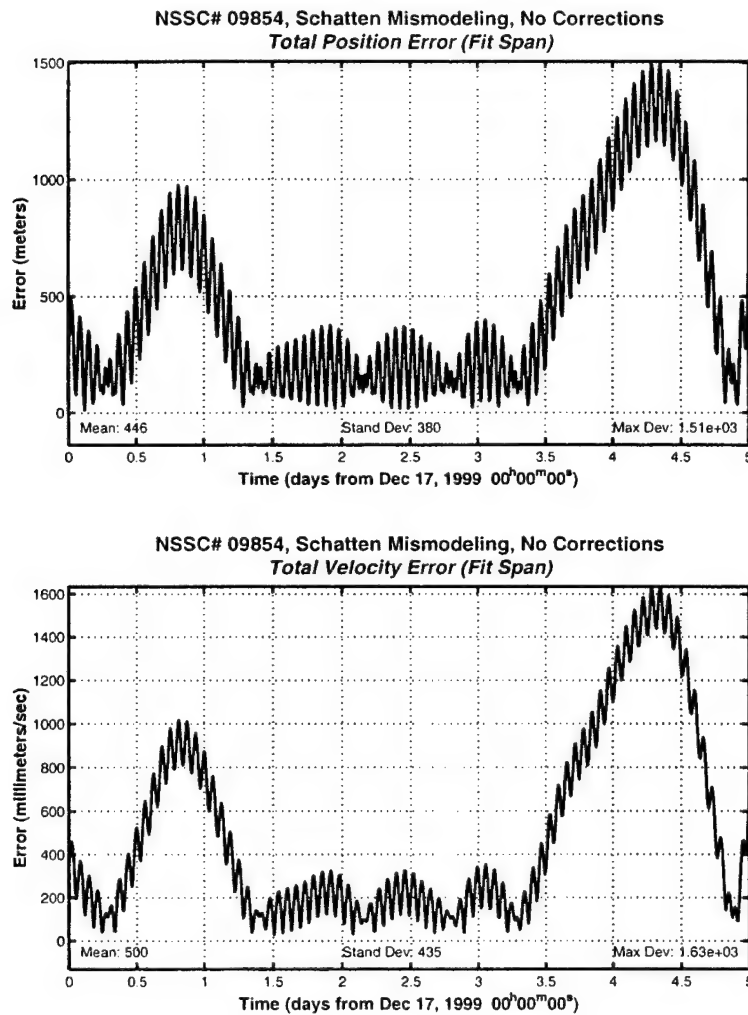 NSSC# 09854, Schatten Mismodeling, No Corrections
Total Position Error (Fit Span)
1500
1000
500
0
Error (meters)
Mean: 446 Stand Dev: 380 Max Dev: 1.51e+03
0 0.5 1 1.5 2 2.5 3 3.5 4 4.5 5
Time (days from Dec 17, 1999 00h00m00s)
NSSC# 09854, Schatten Mismodeling, No Corrections
Total Velocity Error (Fit Span)
1600
1400
1200
1000
800
600
400
200
0
Error (millimeters/sec)
Mean: 500 Stand Dev: 435 Max Dev: 1.63e+03
0 0.5 1 1.5 2 2.5 3 3.5 4 4.5 5
Time (days from Dec 17, 1999 00h00m00s)